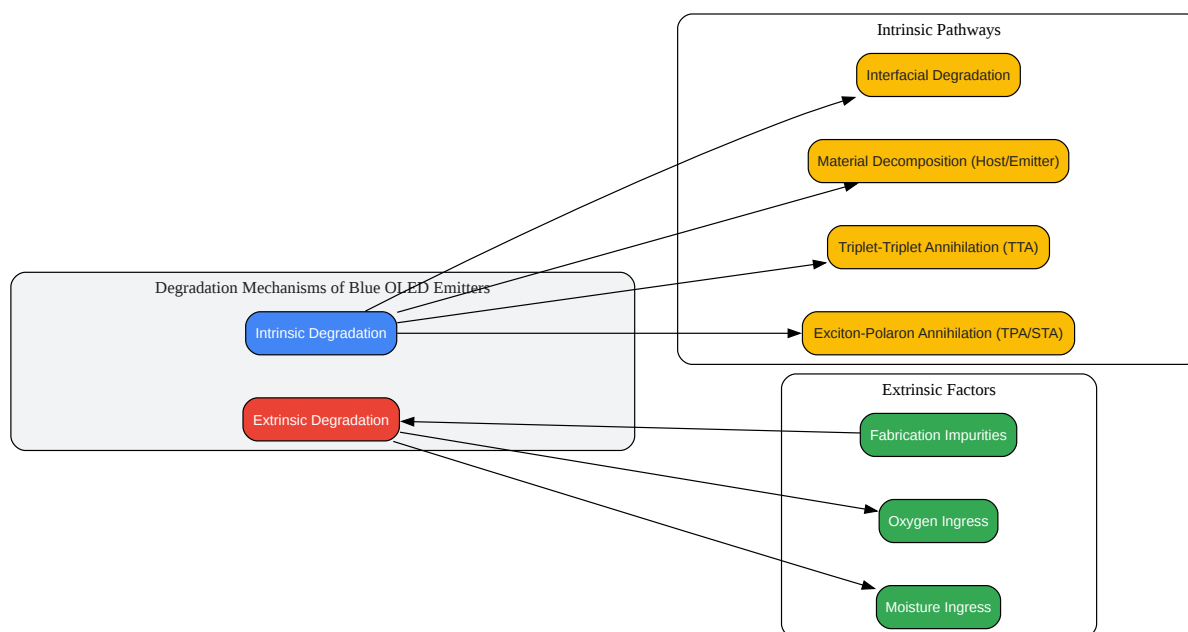 Intrinsic Pathways
Interfacial Degradation
Material Decomposition (Host/Emitter)
Triplet-Triplet Annihilation (TTA)
Exciton-Polaron Annihilation (TPA/STA)
Degradation Mechanisms of Blue OLED Emitters
Intrinsic Degradation
Extrinsic Degradation
Extrinsic Factors
Fabrication Impurities
Oxygen Ingress
Moisture Ingress